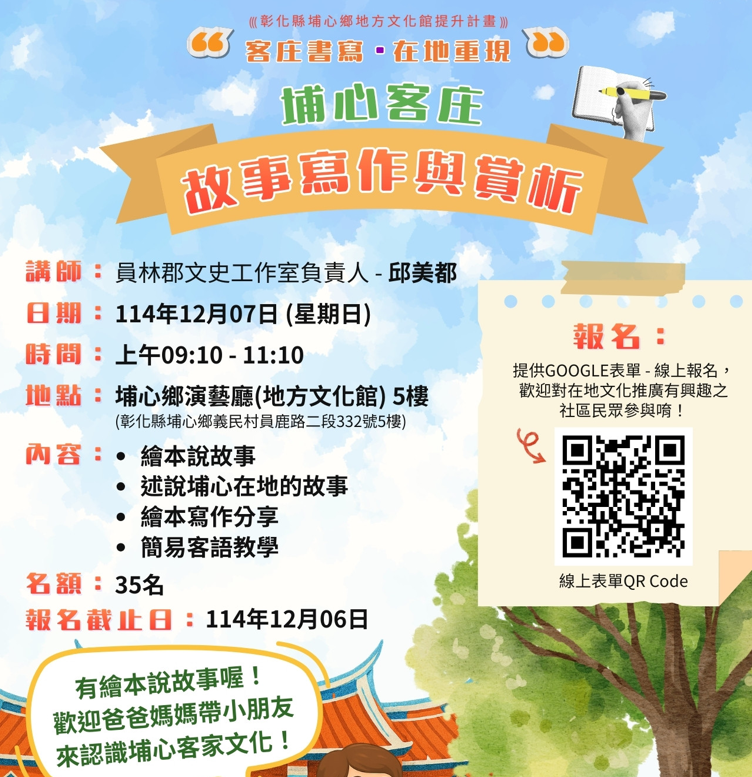 彰化縣埔心鄉地方文化館提升計畫
客庄書寫・在地重現
埔心客庄
故事寫作與賞析
講師：員林郡文史工作室負責人 - 邱美都
日期：114年12月07日 (星期日)
時間：上午09:10 - 11:10
地點：埔心鄉演藝廳(地方文化館) 5樓
(彰化縣埔心鄉義民村員鹿路二段332號5樓)
內容：• 繪本說故事
• 述說埔心在地的故事
• 繪本寫作分享
• 簡易客語教學
名額：35名
報名截止日：114年12月06日
報名：
提供GOOGLE表單 - 線上報名，
歡迎對在地文化推廣有興趣之
社區民眾參與唷！
線上表單QR Code
有繪本說故事喔！
歡迎爸爸媽媽帶小朋友
來認識埔心客家文化！